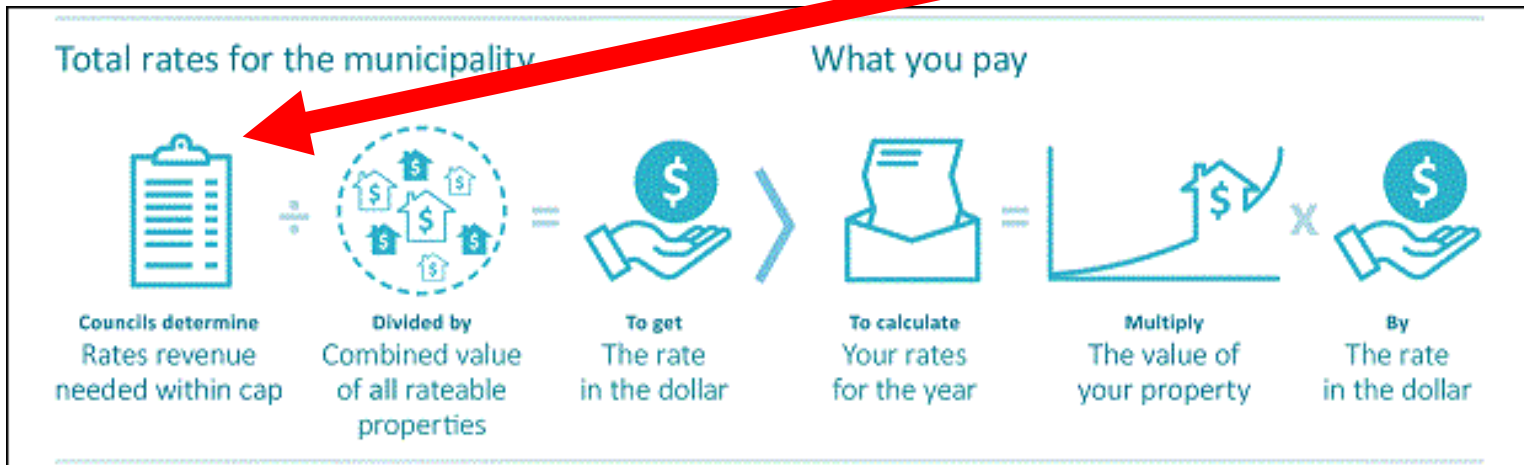 Total rates for the municipality
What you pay
÷
=
=
x
$
$
$
$
$
$
$
$
$
$
Councils determine
Rates revenue
needed within cap
Divided by
Combined value
of all rateable
properties
To get
The rate
in the dollar
To calculate
Your rates
for the year
Multiply
The value of
your property
By
The rate
in the dollar